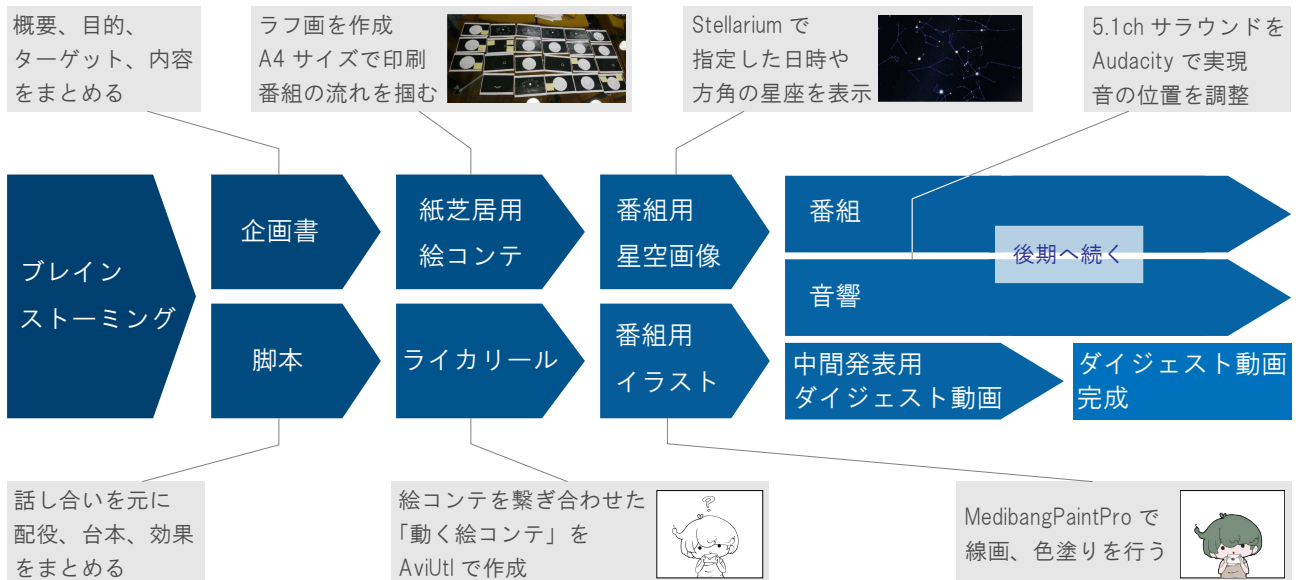 概要、目的、
ターゲット、内容
をまとめる
ラフ画を作成
A4 サイズで印刷
番組の流れを掴む
Stellarium で
指定した日時や
方角の星座を表示
5.1ch サラウンドを
Audacity で実現
音の位置を調整
ブレイン
ストーミング
企画書
脚本
紙芝居用
絵コンテ
ライカリール
番組用
星空画像
番組用
イラスト
番組
後期へ続く
音響
中間発表用
ダイジェスト動画
ダイジェスト動画
完成
話し合いを元に
配役、台本、効果
をまとめる
絵コンテを繋ぎ合わせた
「動く絵コンテ」を
AviUtl で作成
?
MedibangPaintPro で
線画、色塗りを行う